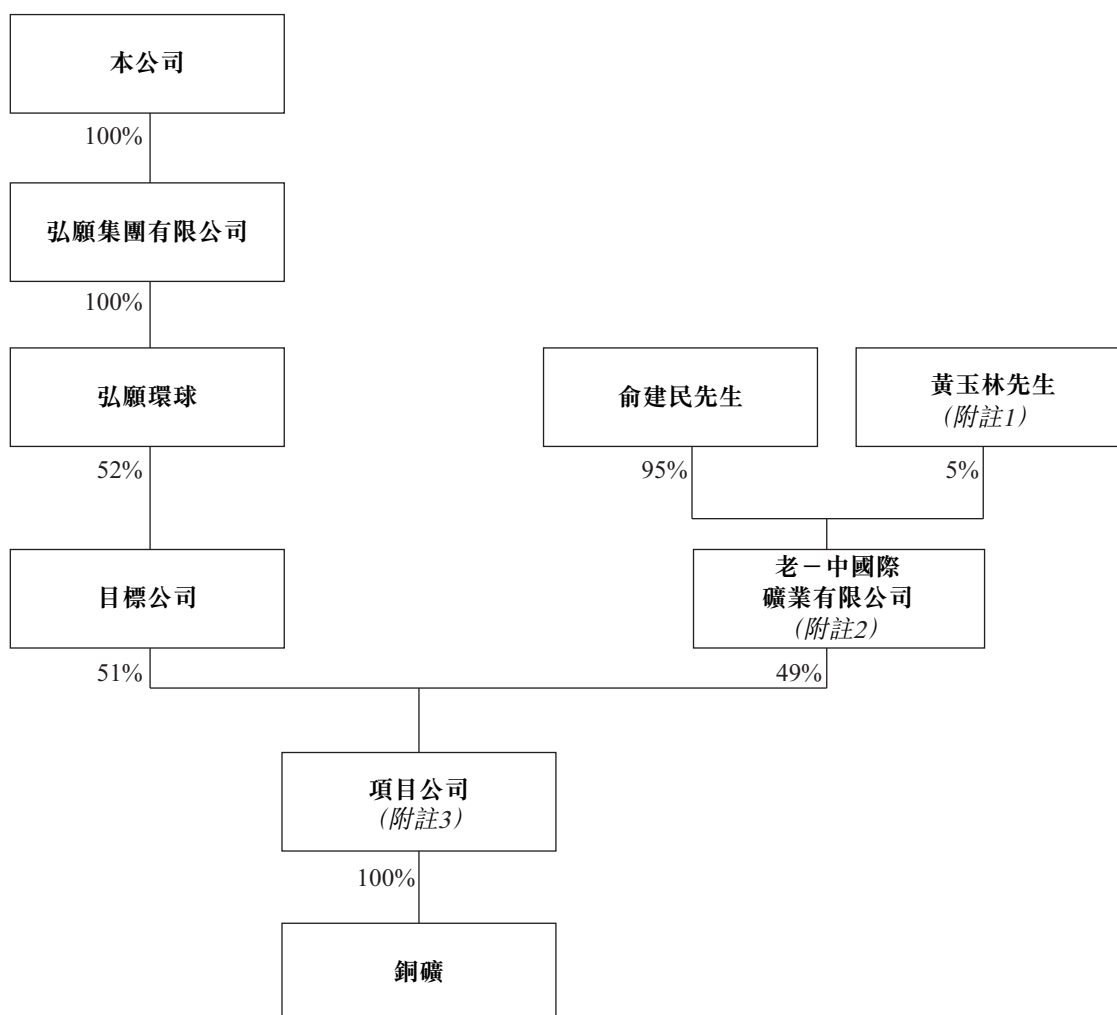 本公司
100%
弘願集團有限公司
100%
弘願環球
俞建民先生
黃玉林先生
（附註1）
52%
95%
5%
目標公司
老－中國際
礦業有限公司
（附註2）
51%
49%
項目公司
（附註3）
100%
銅礦